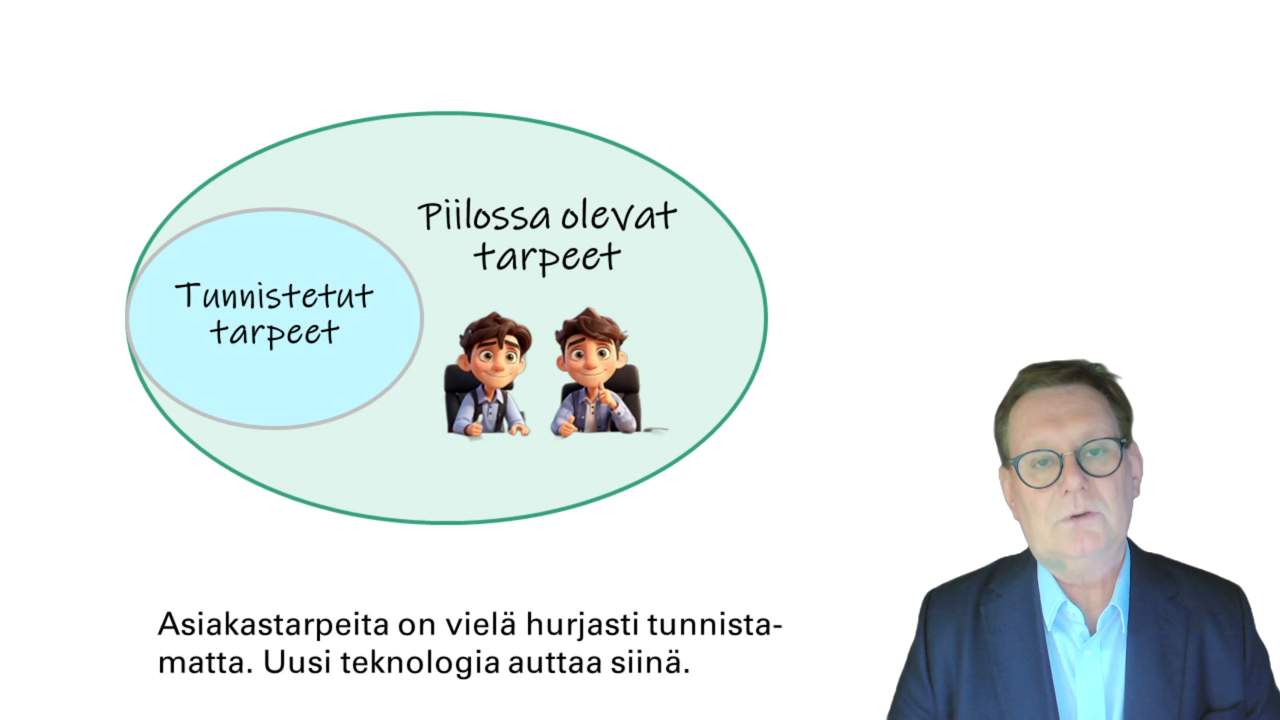 Piilossa olevat
tarpeet
Tunnistetut
tarpeet
Asiakastarpeita on vielä hurjasti tunnista-
matta. Uusi teknologia auttaa siinä.